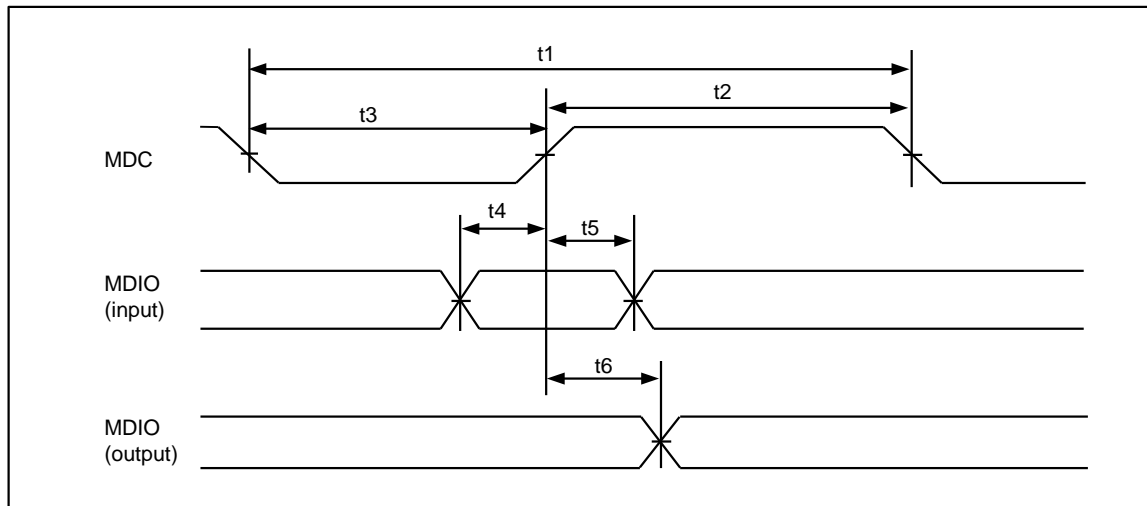 t1
t2
t3
MDC
t4
t5
MDIO
(input)
t6
MDIO
(output)